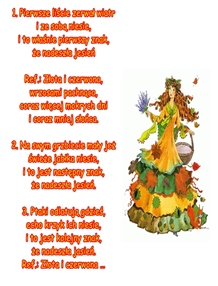 1. Pierwsze liście zerwał wiatr
i ze sobą niesie,
i to właśnie pierwszy znak,
że nadeszła jesień
Ref.: Złota i czerwona,
wrzosami pachnąca,
coraz więcej mokrych dni
i coraz mniej słońca.
2. Na swym grzbiecie mały jeż
świeże jabłko niesie,
i to jest następny znak,
że nadeszła jesień.
3. Ptaki odlatują gdzieś,
echo krzyk ich niesie,
i to jest kolejny znak,
że nadeszła jesień.
Ref.: Złota i czerwona ...